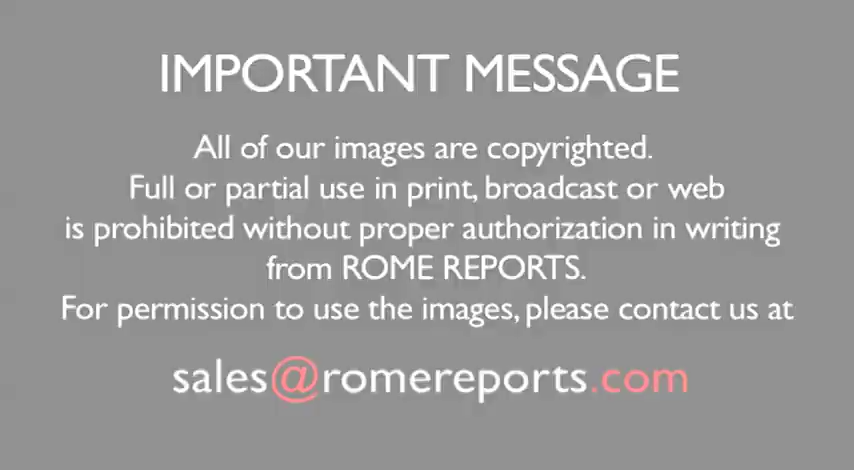 IMPORTANT MESSAGE
All of our images are copyrighted.
Full or partial use in print, broadcast or web
is prohibited without proper authorization in writing
from ROME REPORTS.
For permission to use the images, please contact us at
sales@romereports.com